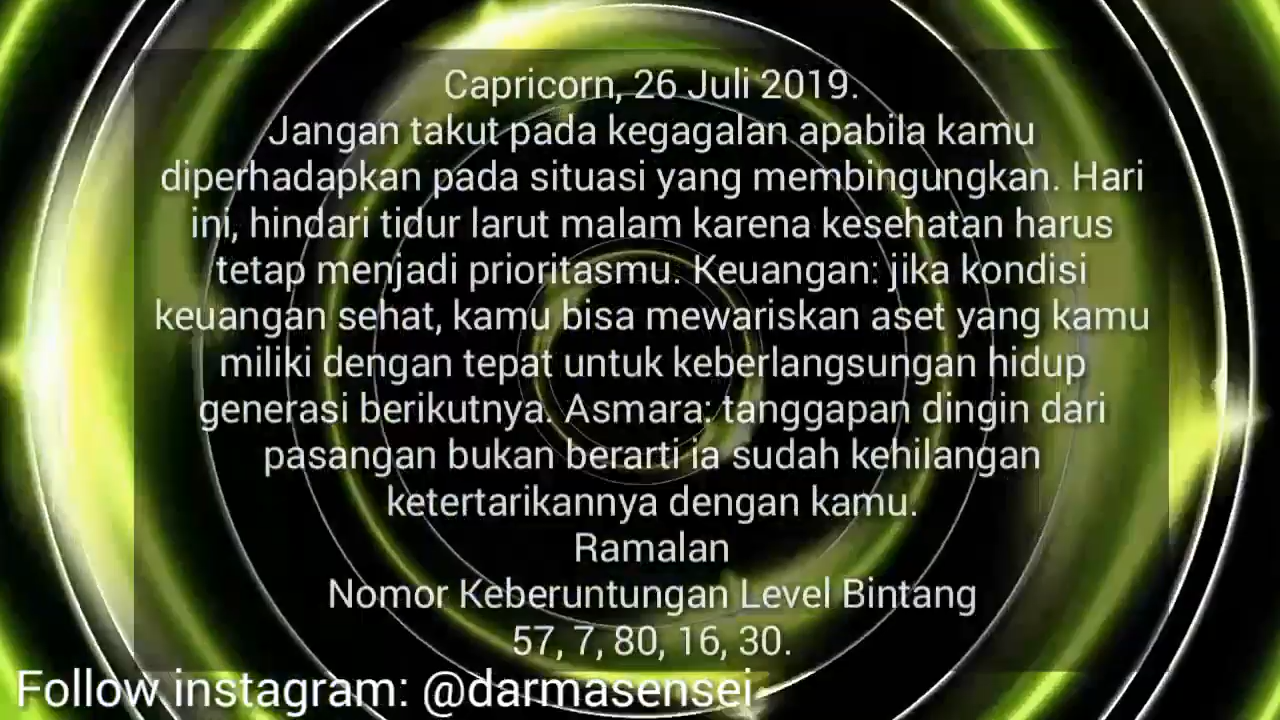 Capricorn, 26 Juli 2019.
Jangan takut pada kegagalan apabila kamu
diperhadapkan pada situasi yang membingungkan. Hari
ini, hindari tidur larut malam karena kesehatan harus
tetap menjadi prioritasmu. Keuangan: jika kondisi
keuangan sehat, kamu bisa mewariskan aset yang kamu
miliki dengan tepat untuk keberlangsungan hidup
generasi berikutnya. Asmara: tanggapan dingin dari
pasangan bukan berarti ia sudah kehilangan
ketertarikannya dengan kamu.
Ramalan
Nomor Keberuntungan Level Bintang
57, 7, 80, 16, 30.
Follow instagram: @darmasensei